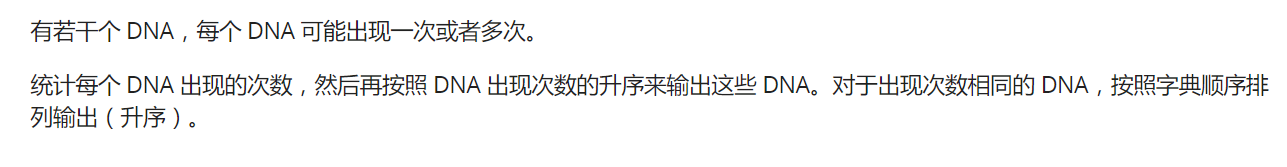 有若干个 DNA，每个 DNA 可能出现一次或者多次。
统计每个 DNA 出现的次数，然后再按照 DNA 出现次数的升序来输出这些 DNA。对于出现次数相同的 DNA，按照字典顺序排
列输出（升序）。